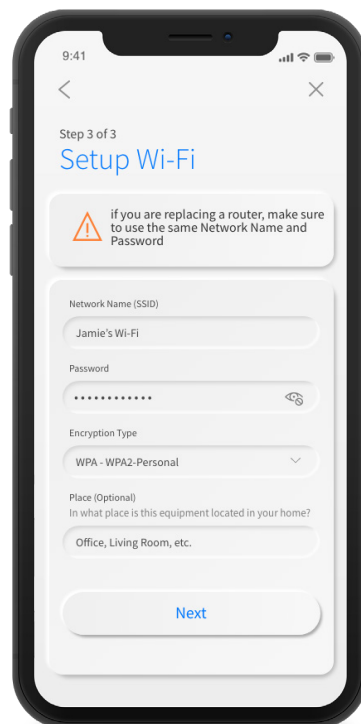 9:41
Step 3 of 3
Setup Wi-Fi
if you are replacing a router, make sure
to use the same Network Name and
Password
Network Name (SSID)
Jamie's Wi-Fi
Password
••••••••••••
Encryption Type
WPA - WPA2-Personal
Place (Optional)
In what place is this equipment located in your home?
Office, Living Room, etc.
Next